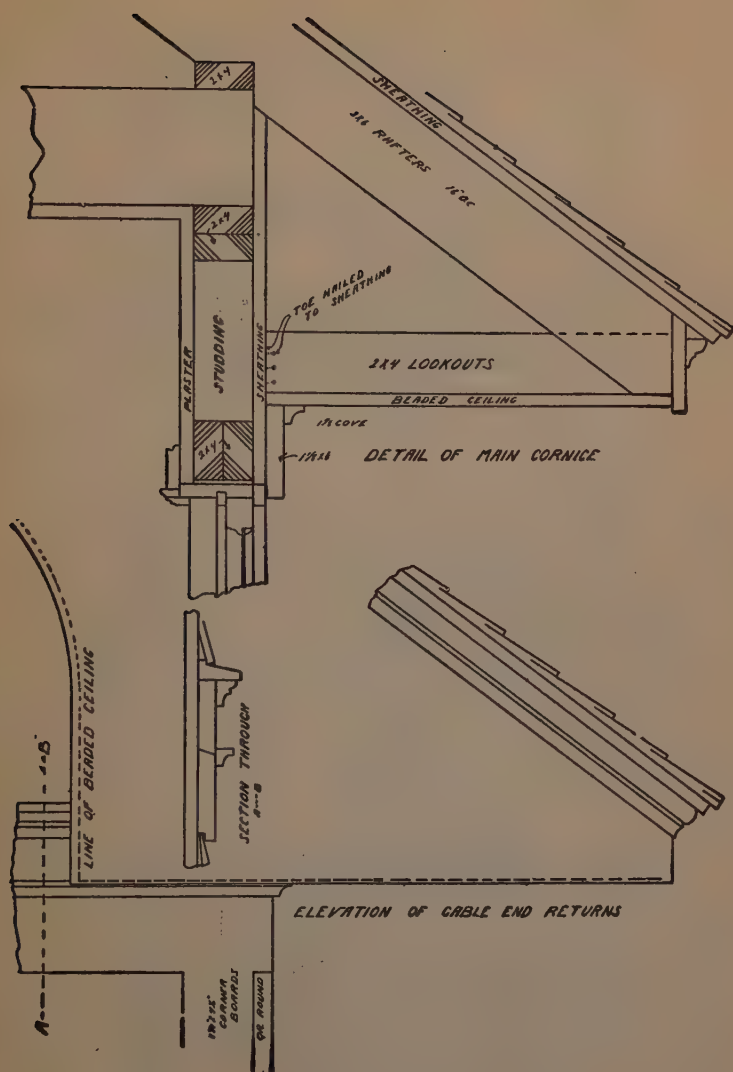 2x4
SHEATHING
2x6 RAFTERS 16"OC
2x4
TOE NAILED
TO SHEATHING
PLASTER
STUDDING
SHEATHING
2X4 LOOKOUTS
BEADED CEILING
2x4
1¾ COVE
1⅛X6
DETAIL OF MAIN CORNICE
LINE OF BEADED CEILING
A--B
SECTION THROUGH
A---B
ELEVATION OF GABLE END RETURNS
A---
CORNER
BOARDS
QR. ROUND